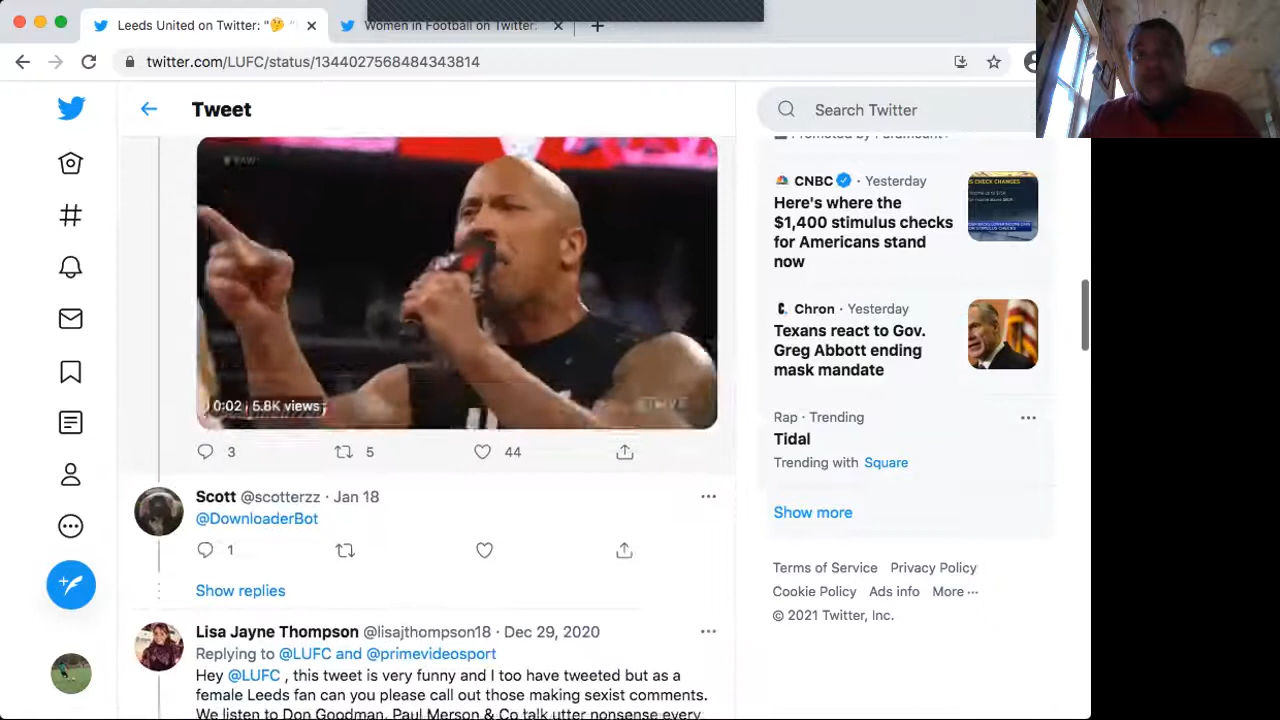 Leeds United on Twitter: "🤔 "
Women in Football on Twitter:
twitter.com/LUFC/status/1344027568484343814
Tweet
Search Twitter
RAW
0:02 | 5.8K views
3
5
44
Scott @scotterzz · Jan 18
@DownloaderBot
1
Show replies
Lisa Jayne Thompson @lisajthompson18 · Dec 29, 2020
Replying to @LUFC and @primevideosport
Hey @LUFC , this tweet is very funny and I too have tweeted but as a
female Leeds fan can you please call out those making sexist comments.
We listen to Don Goodman, Paul Merson & Co talk utter nonsense every
Promoted by Paramount+
CNBC · Yesterday
Here's where the
$1,400 stimulus checks
for Americans stand
now
Chron · Yesterday
Texans react to Gov.
Greg Abbott ending
mask mandate
Rap · Trending
Tidal
Trending with Square
Show more
Terms of Service Privacy Policy
Cookie Policy Ads info More ···
© 2021 Twitter, Inc.